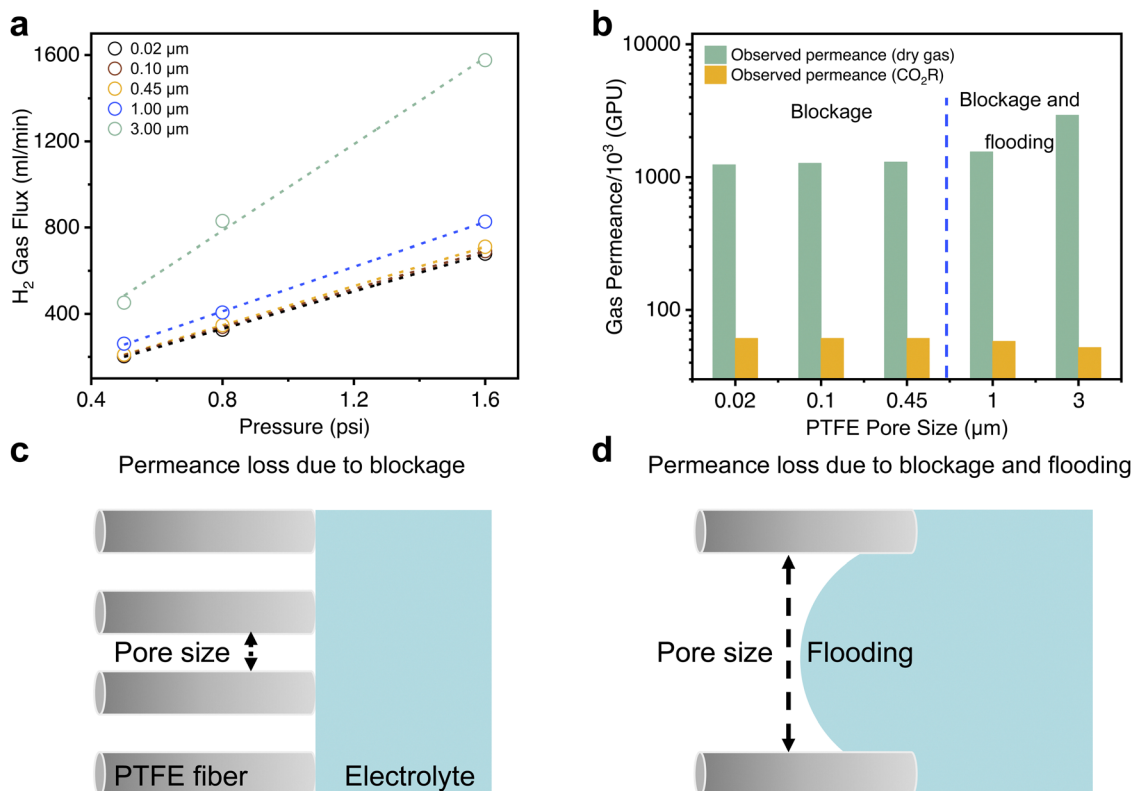 a
1600
1200
800
400
0.4
0.8
1.2
1.6
H₂ Gas Flux (ml/min)
Pressure (psi)
0.02 µm
0.10 µm
0.45 µm
1.00 µm
3.00 µm
b
10000
1000
100
Gas Permeance/10³ (GPU)
Observed permeance (dry gas)
Observed permeance (CO₂R)
Blockage
Blockage and
flooding
0.02
0.1
0.45
1
3
PTFE Pore Size (µm)
c
Permeance loss due to blockage
Pore size
PTFE fiber
Electrolyte
d
Permeance loss due to blockage and flooding
Pore size
Flooding